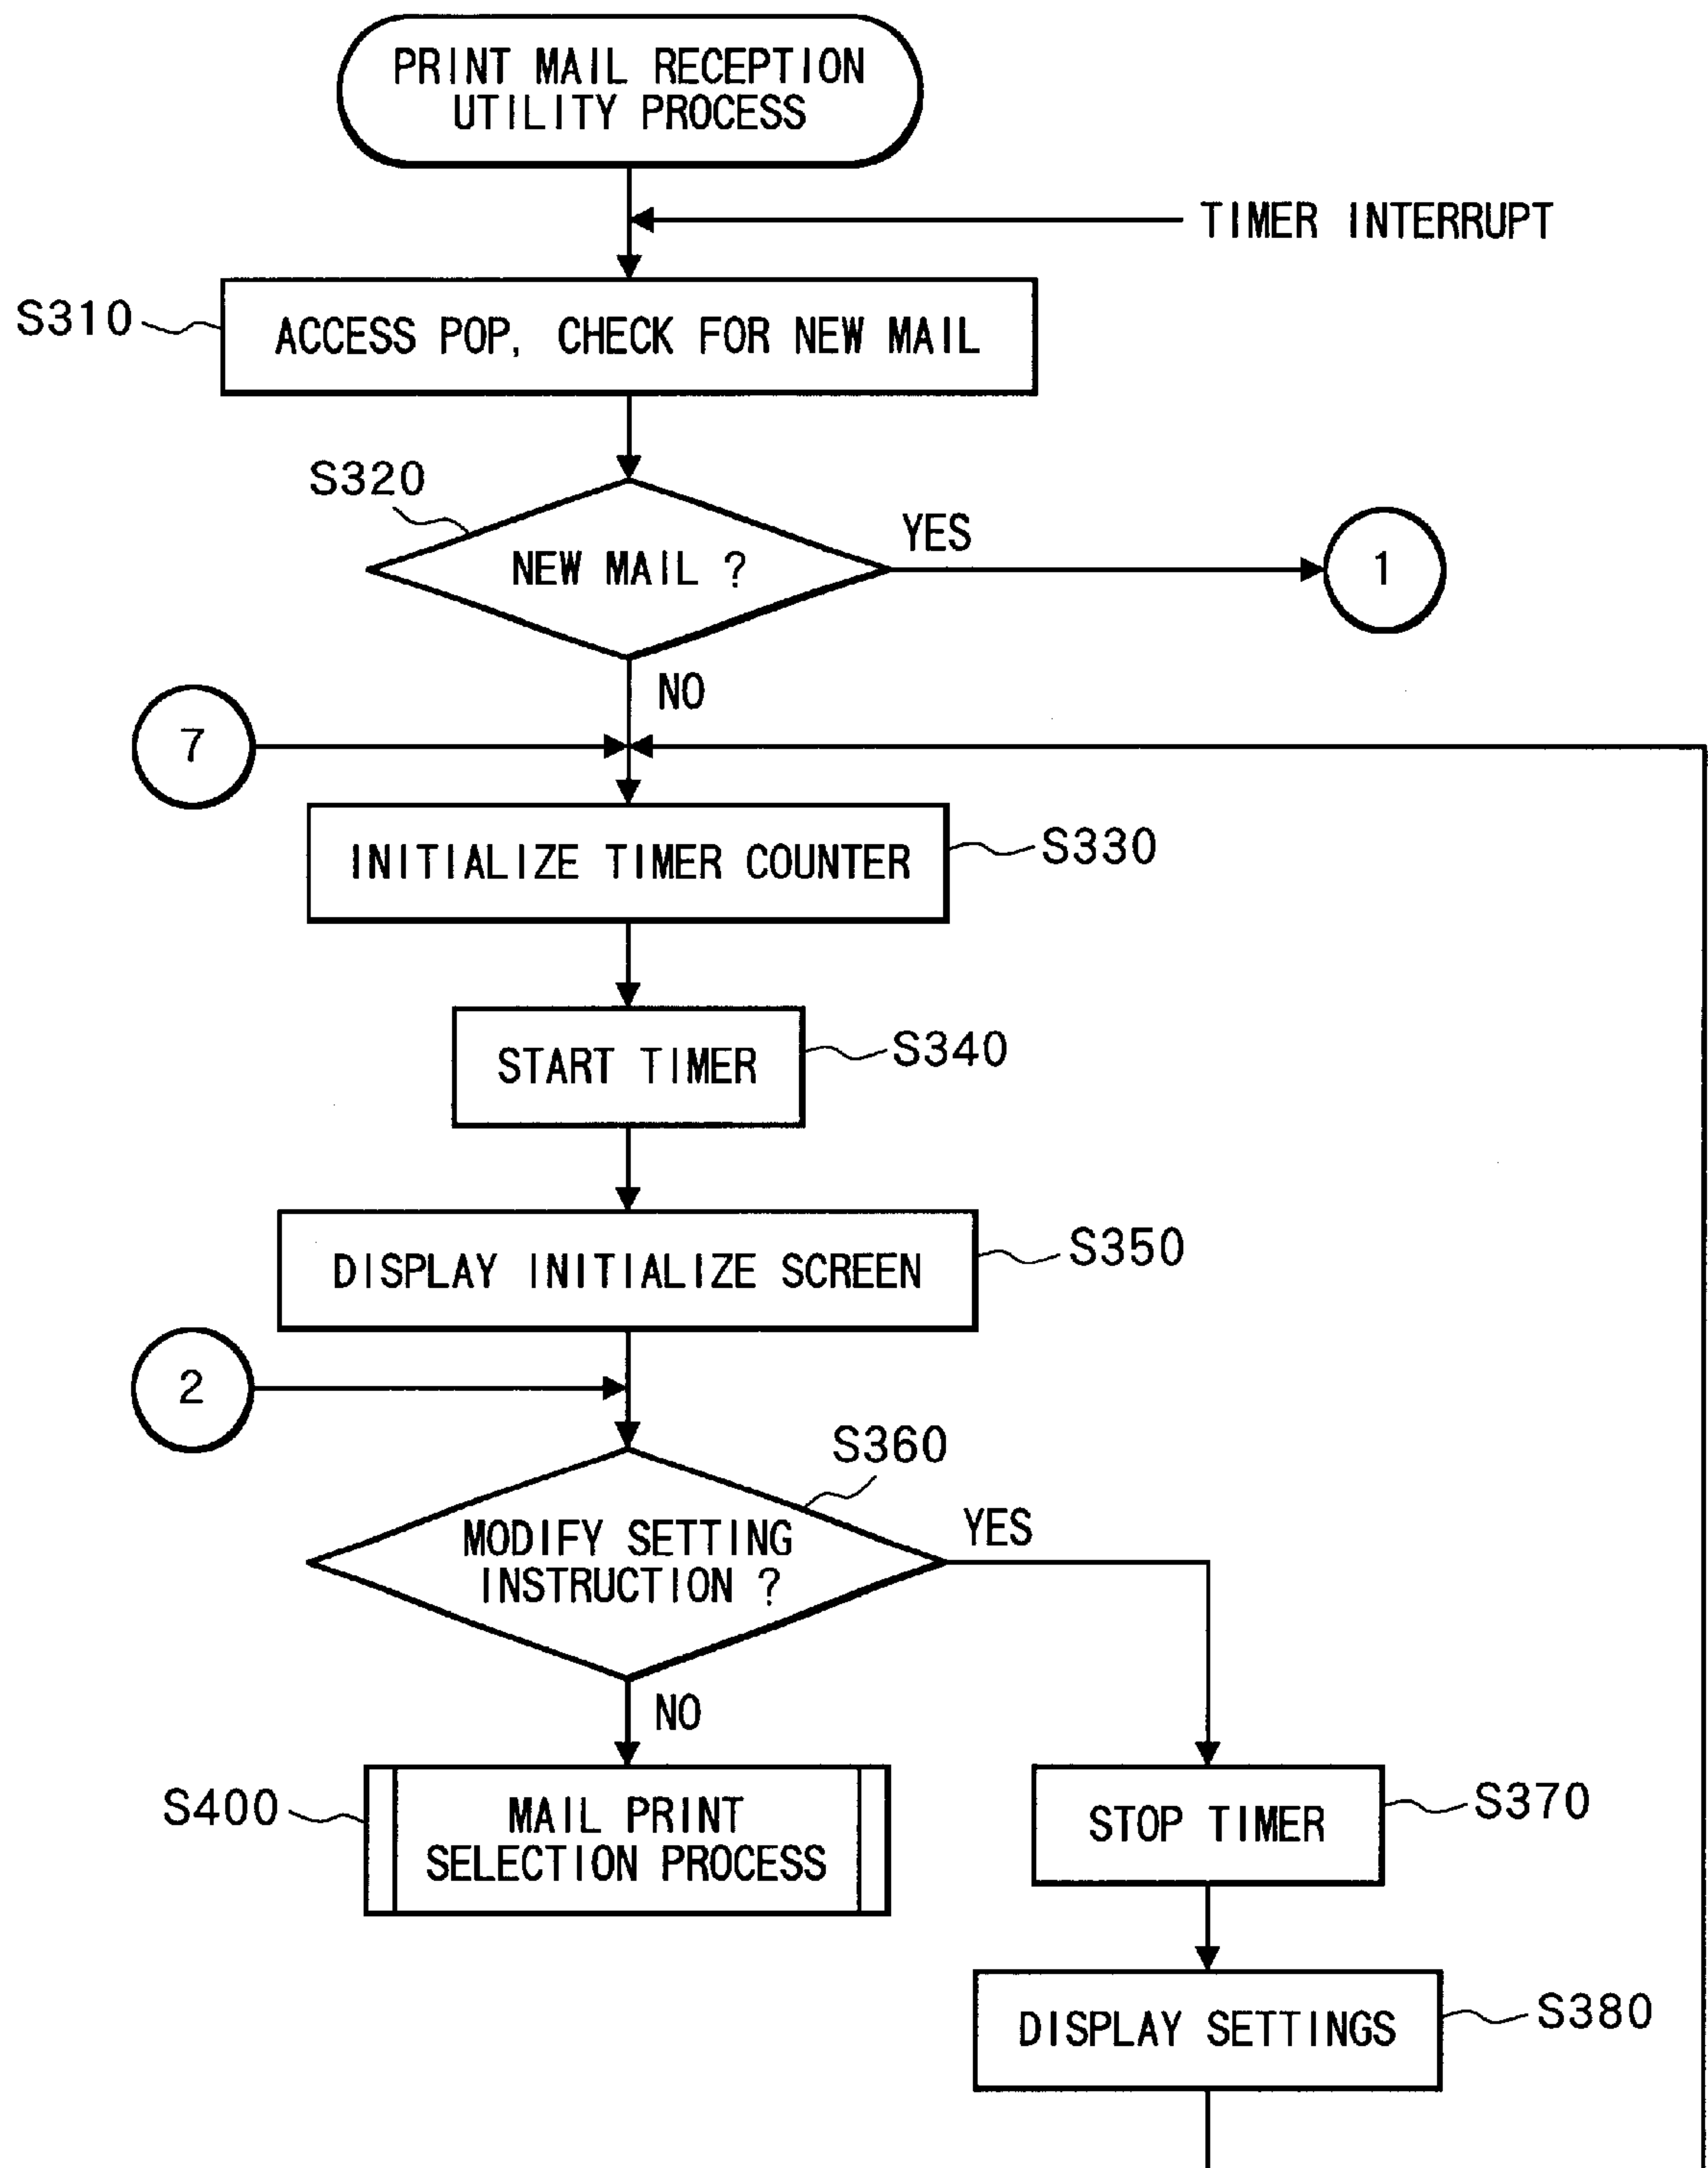 PRINT MAIL RECEPTION
UTILITY PROCESS
TIMER INTERRUPT
S310
ACCESS POP, CHECK FOR NEW MAIL
S320
NEW MAIL ?
YES
1
NO
7
INITIALIZE TIMER COUNTER
S330
START TIMER
S340
DISPLAY INITIALIZE SCREEN
S350
2
S360
MODIFY SETTING
INSTRUCTION ?
YES
NO
S400
MAIL PRINT
SELECTION PROCESS
STOP TIMER
S370
DISPLAY SETTINGS
S380